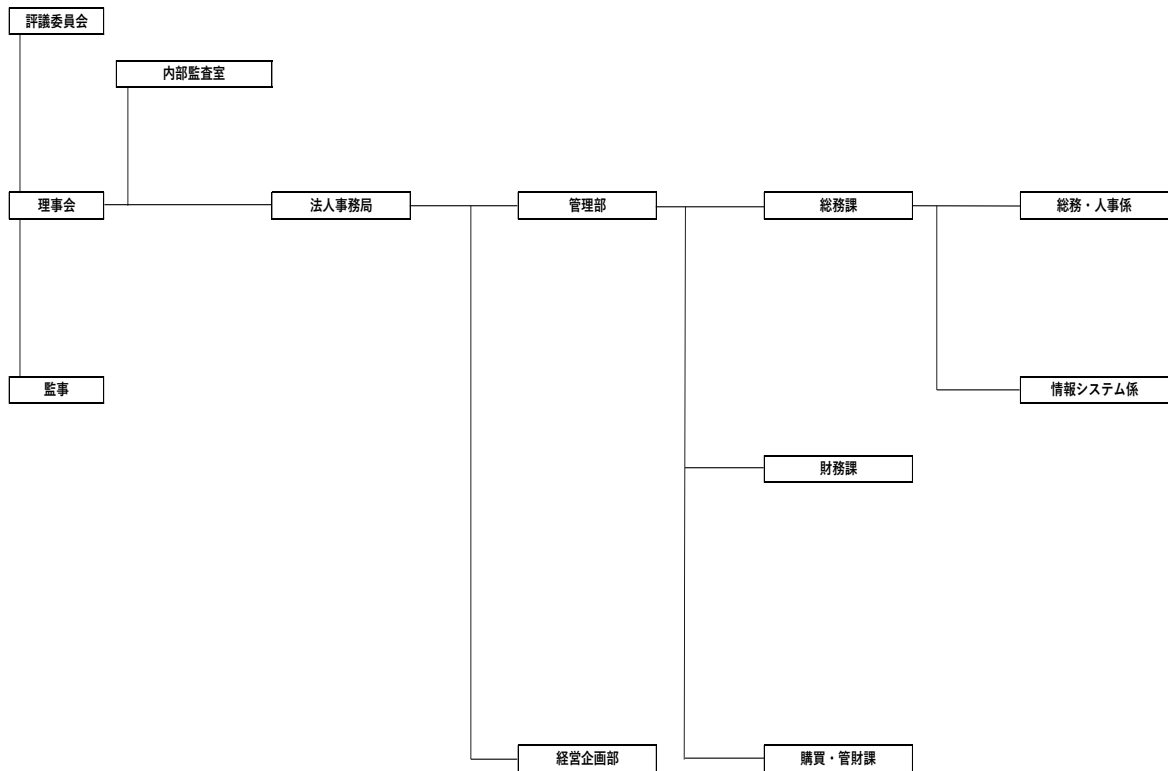 評議委員会
内部監査室
理事会
法人事務局
管理部
総務課
総務・人事係
監事
情報システム係
財務課
経営企画部
購買・管財課